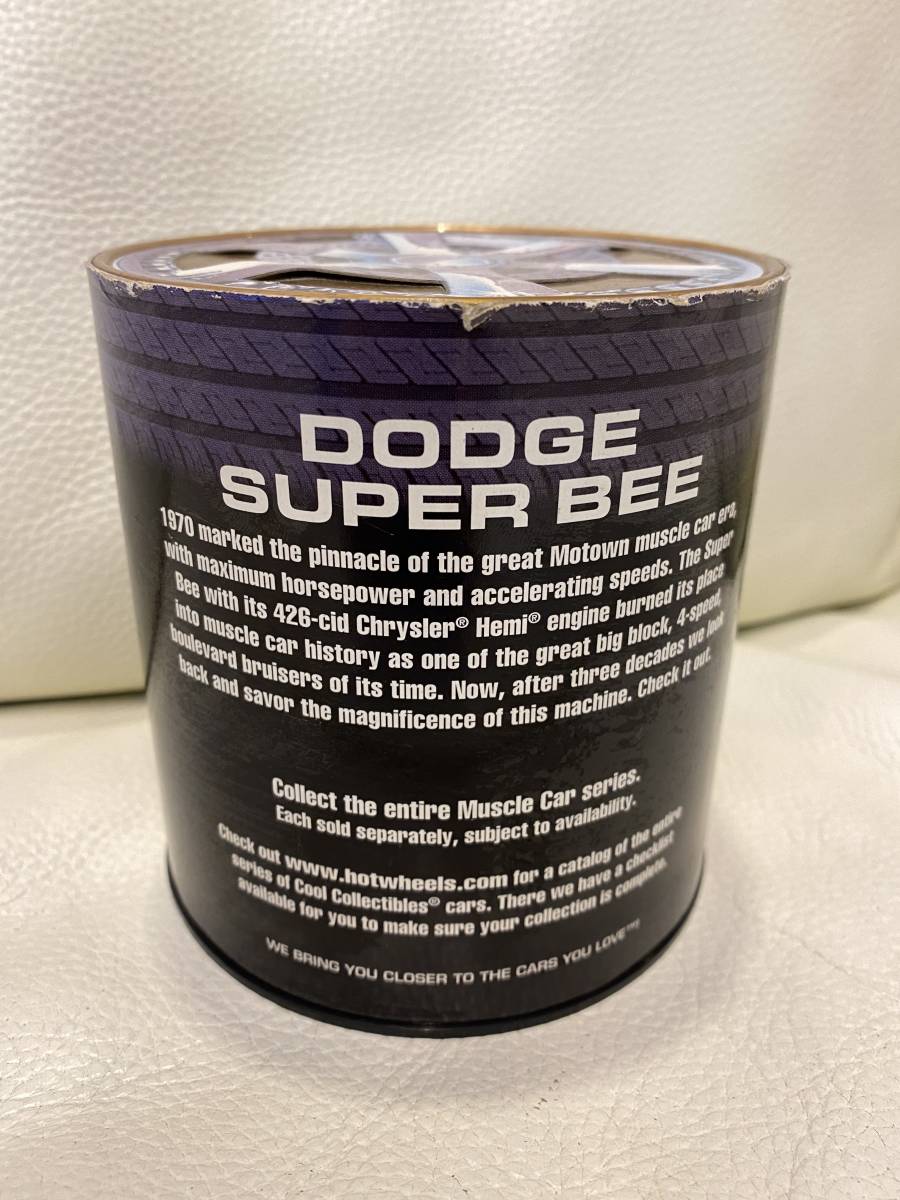 DODGE
SUPER BEE
1970 marked the pinnacle of the great Motown muscle car era,
with maximum horsepower and accelerating speeds. The Super
Bee with its 426-cid Chrysler® Hemi® engine burned its place
into muscle car history as one of the great big block, 4-speed,
boulevard bruisers of its time. Now, after three decades we look
back and savor the magnificence of this machine. Check it out.
Collect the entire Muscle Car series.
Each sold separately, subject to availability.
Check out www.hotwheels.com for a catalog of the entire
series of Cool Collectibles® cars. There we have a checklist
available for you to make sure your collection is complete.
WE BRING YOU CLOSER TO THE CARS YOU LOVE™!